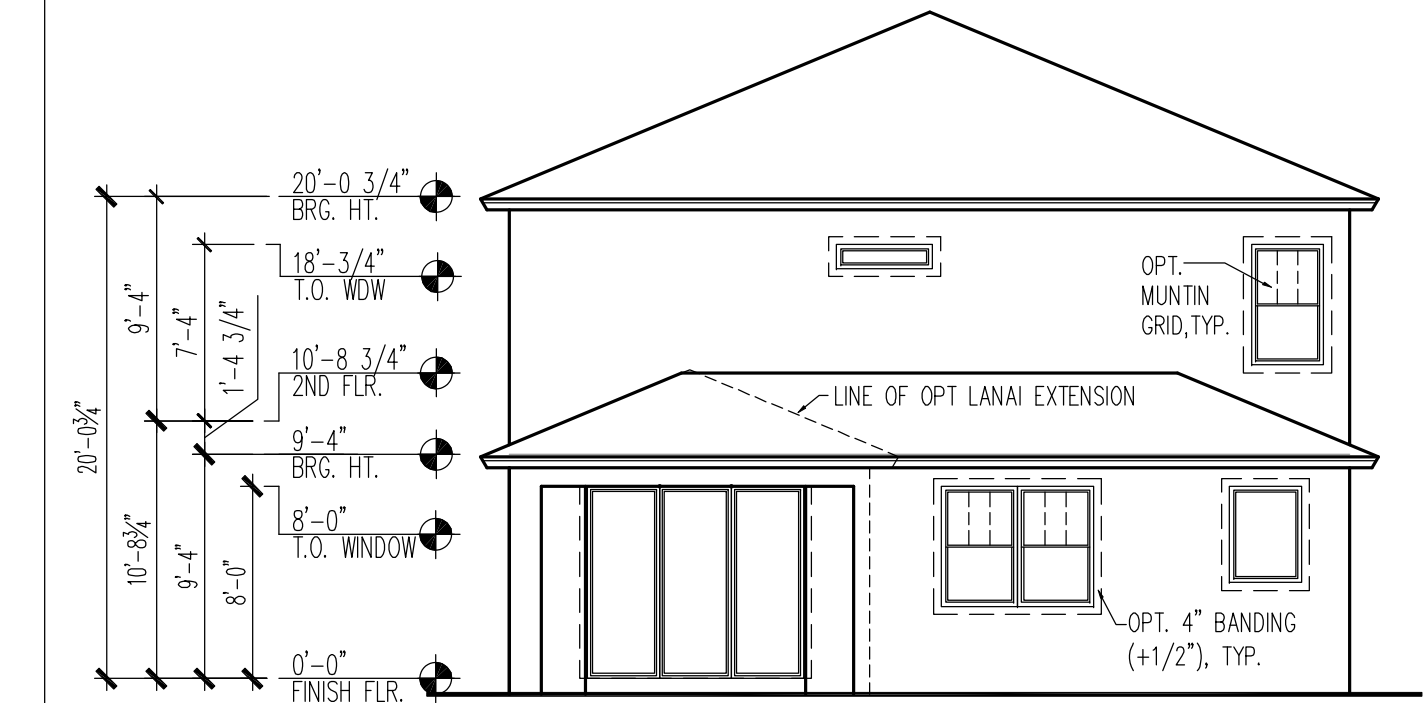 20'-0 3/4"
BRG. HT.
18'-3/4"
T.O. WDW
10'-8 3/4"
2ND FLR.
9'-4"
BRG. HT.
8'-0"
T.O. WINDOW
0'-0"
FINISH FLR.
20'-0¾"
9'-4"
10'-8¾"
7'-4"
9'-4"
1'-4 3/4"
8'-0"
OPT.
MUNTIN
GRID,TYP.
LINE OF OPT LANAI EXTENSION
OPT. 4" BANDING
(+1/2"), TYP.